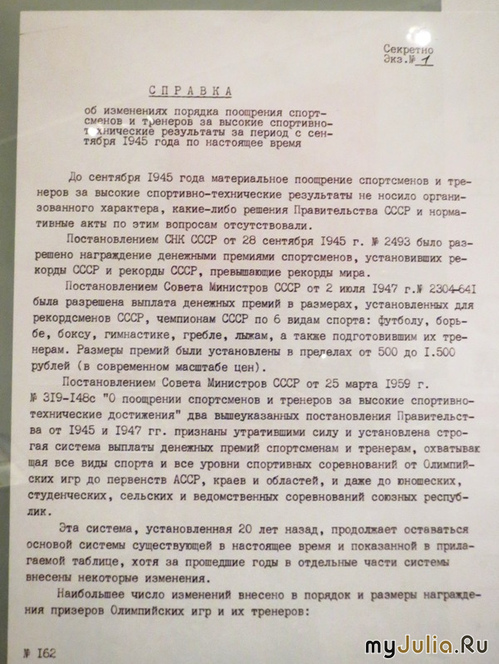 Секретно
Экз.№ 1
СПРАВКА
об изменениях порядка поощрения спорт-
сменов и тренеров за высокие спортивно-
технические результаты за период с сен-
тября 1945 года по настоящее время
До сентября 1945 года материальное поощрение спортсменов и тре-
неров за высокие спортивно-технические результаты не носило органи-
зованного характера, какие-либо решения Правительства СССР и норма-
тивные акты по этим вопросам отсутствовали.
Постановлением СНК СССР от 28 сентября 1945 г. № 2493 было раз-
решено награждение денежными премиями спортсменов, установивших ре-
корды СССР и рекорды СССР, превышающие рекорды мира.
Постановлением Совета Министров СССР от 2 июля 1947 г.№ 2304-641
была разрешена выплата денежных премий в размерах, установленных для
рекордсменов СССР, чемпионам СССР по 6 видам спорта: футболу, борь-
бе, боксу, гимнастике, гребле, лыжам, а также подготовившим их тре-
нерам. Размеры премий были установлены в пределах от 500 до 1.500
рублей (в современном масштабе цен).
Постановлением Совета Министров СССР от 25 марта 1959 г.
№ 319-148с "О поощрении спортсменов и тренеров за высокие спортивно-
технические достижения" два вышеуказанных постановления Правительст-
ва от 1945 и 1947 гг. признаны утратившими силу и установлена стро-
гая система выплаты денежных премий спортсменам и тренерам, охватываю
щая все виды спорта и все уровни спортивных соревнований от Олимпий-
ских игр до первенств АССР, краев и областей, и даже до юношеских,
студенческих, сельских и ведомственных соревнований союзных респуб-
лик.
Эта система, установленная 20 лет назад, продолжает оставаться
основой системы существующей в настоящее время и показанной в прила-
гаемой таблице, хотя за прошедшие годы в отдельные части системы
внесены некоторые изменения.
Наибольшее число изменений внесено в порядок и размеры награжде-
ния призеров Олимпийских игр и их тренеров:
№ 162
myJulia.Ru